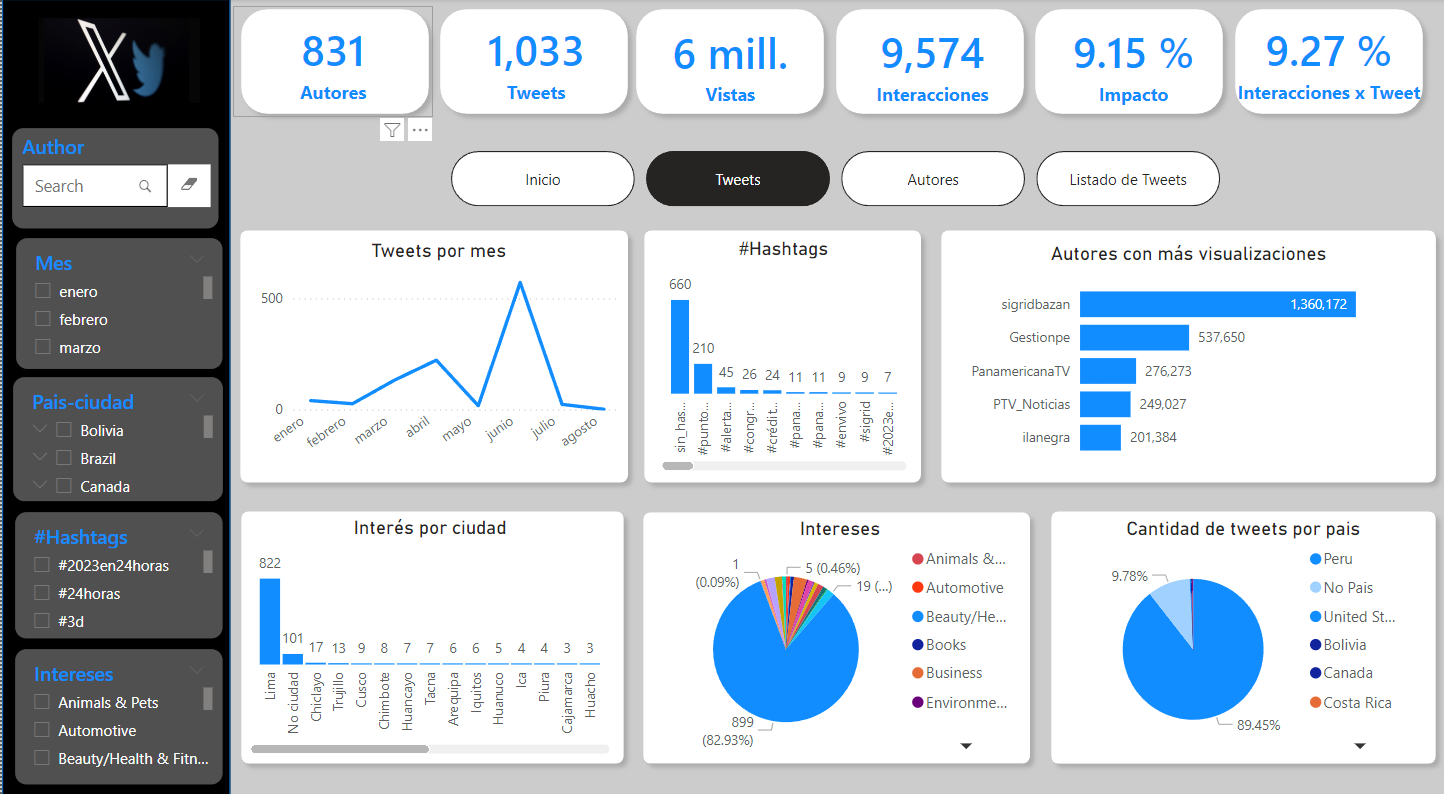 831
Autores
1,033
Tweets
6 mill.
Vistas
9,574
Interacciones
9.15 %
Impacto
9.27 %
Interacciones x Tweet
Author
Search
Mes
enero
febrero
marzo
Pais-ciudad
Bolivia
Brazil
Canada
#Hashtags
#2023en24horas
#24horas
#3d
Intereses
Animals & Pets
Automotive
Beauty/Health & Fitn...
Inicio
Tweets
Autores
Listado de Tweets
Tweets por mes
500
0
enero
febrero
marzo
abril
mayo
junio
julio
agosto
#Hashtags
660
210
45
26
24
11
11
9
9
7
sin_has...
#punto...
#alerta...
#congr...
#crédit...
#pana...
#pana...
#envivo
#sigrid
#2023e...
Autores con más visualizaciones
sigridbazan 1,360,172
Gestionpe 537,650
PanamericanaTV 276,273
PTV_Noticias 249,027
ilanegra 201,384
Interés por ciudad
822
101
17
13
9
8
7
7
6
6
5
4
4
3
3
Lima
No ciudad
Chiclayo
Trujillo
Cusco
Chimbote
Huancayo
Tacna
Arequipa
Iquitos
Huanuco
Ica
Piura
Cajamarca
Huacho
Intereses
1
(0.09%)
5 (0.46%)
19 (...)
899
(82.93%)
Animals &...
Automotive
Beauty/He...
Books
Business
Environme...
Cantidad de tweets por pais
9.78%
89.45%
Peru
No Pais
United St...
Bolivia
Canada
Costa Rica